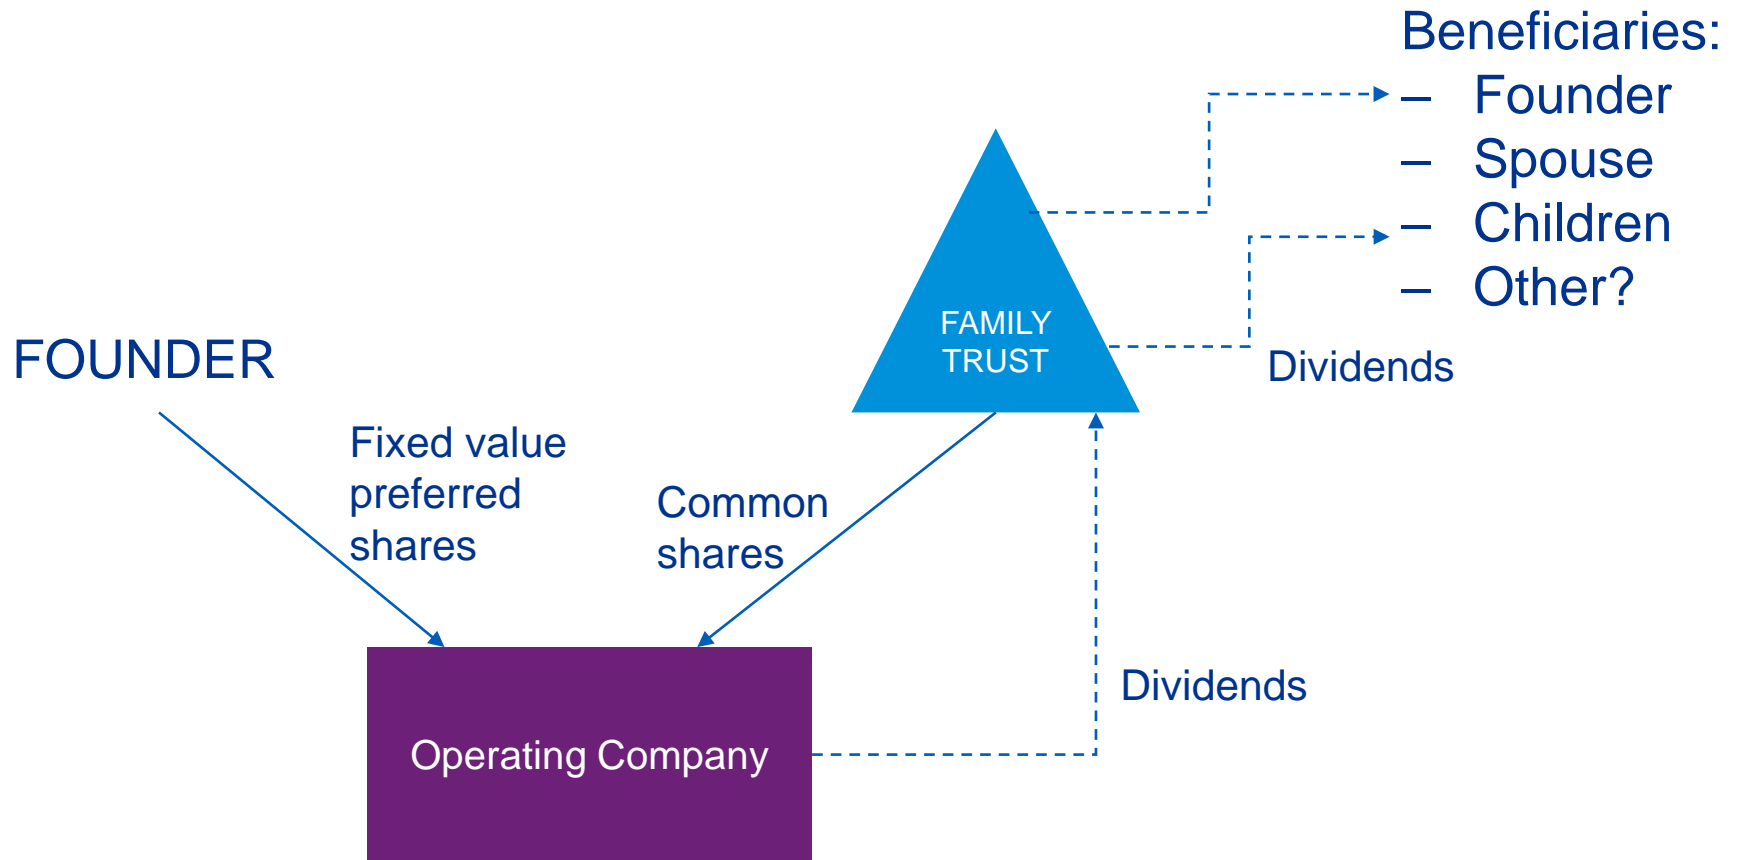 Beneficiaries:
– Founder
– Spouse
– Children
– Other?
FAMILY
TRUST
FOUNDER
Dividends
Fixed value
preferred
shares
Common
shares
Dividends
Operating Company